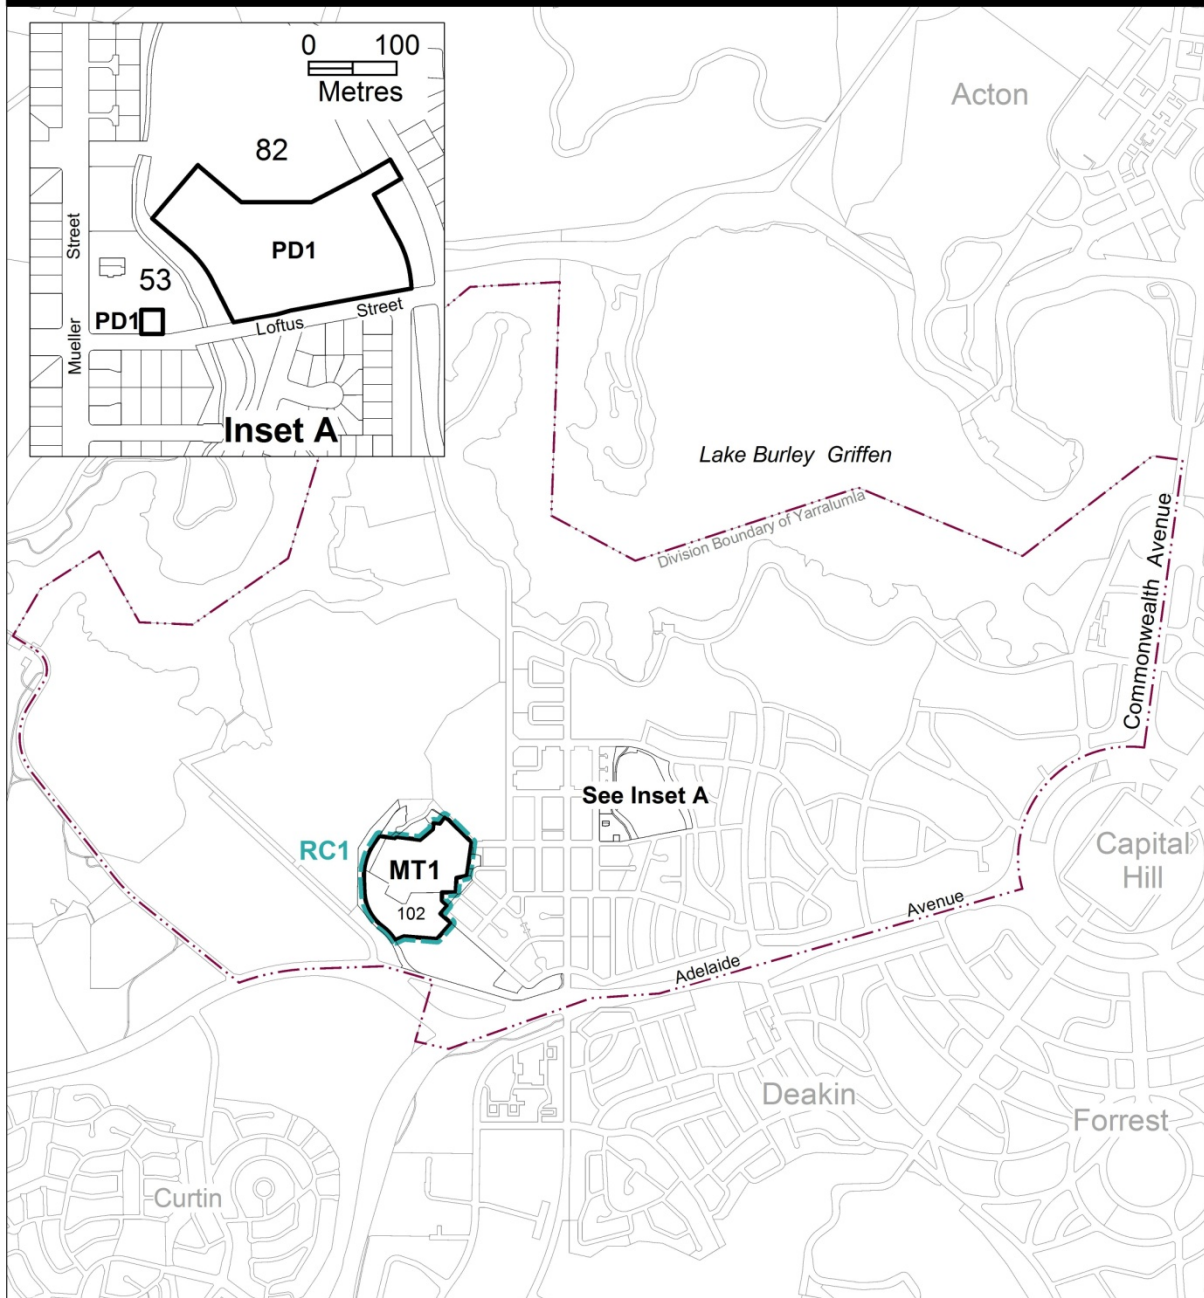 0 100
Metres
82
PD1
53
PD1
Mueller Street
Loftus Street
Inset A
Acton
Lake Burley Griffen
Division Boundary of Yarralumla
Commonwealth Avenue
See Inset A
RC1
MT1
102
Capital
Hill
Adelaide Avenue
Deakin
Forrest
Curtin